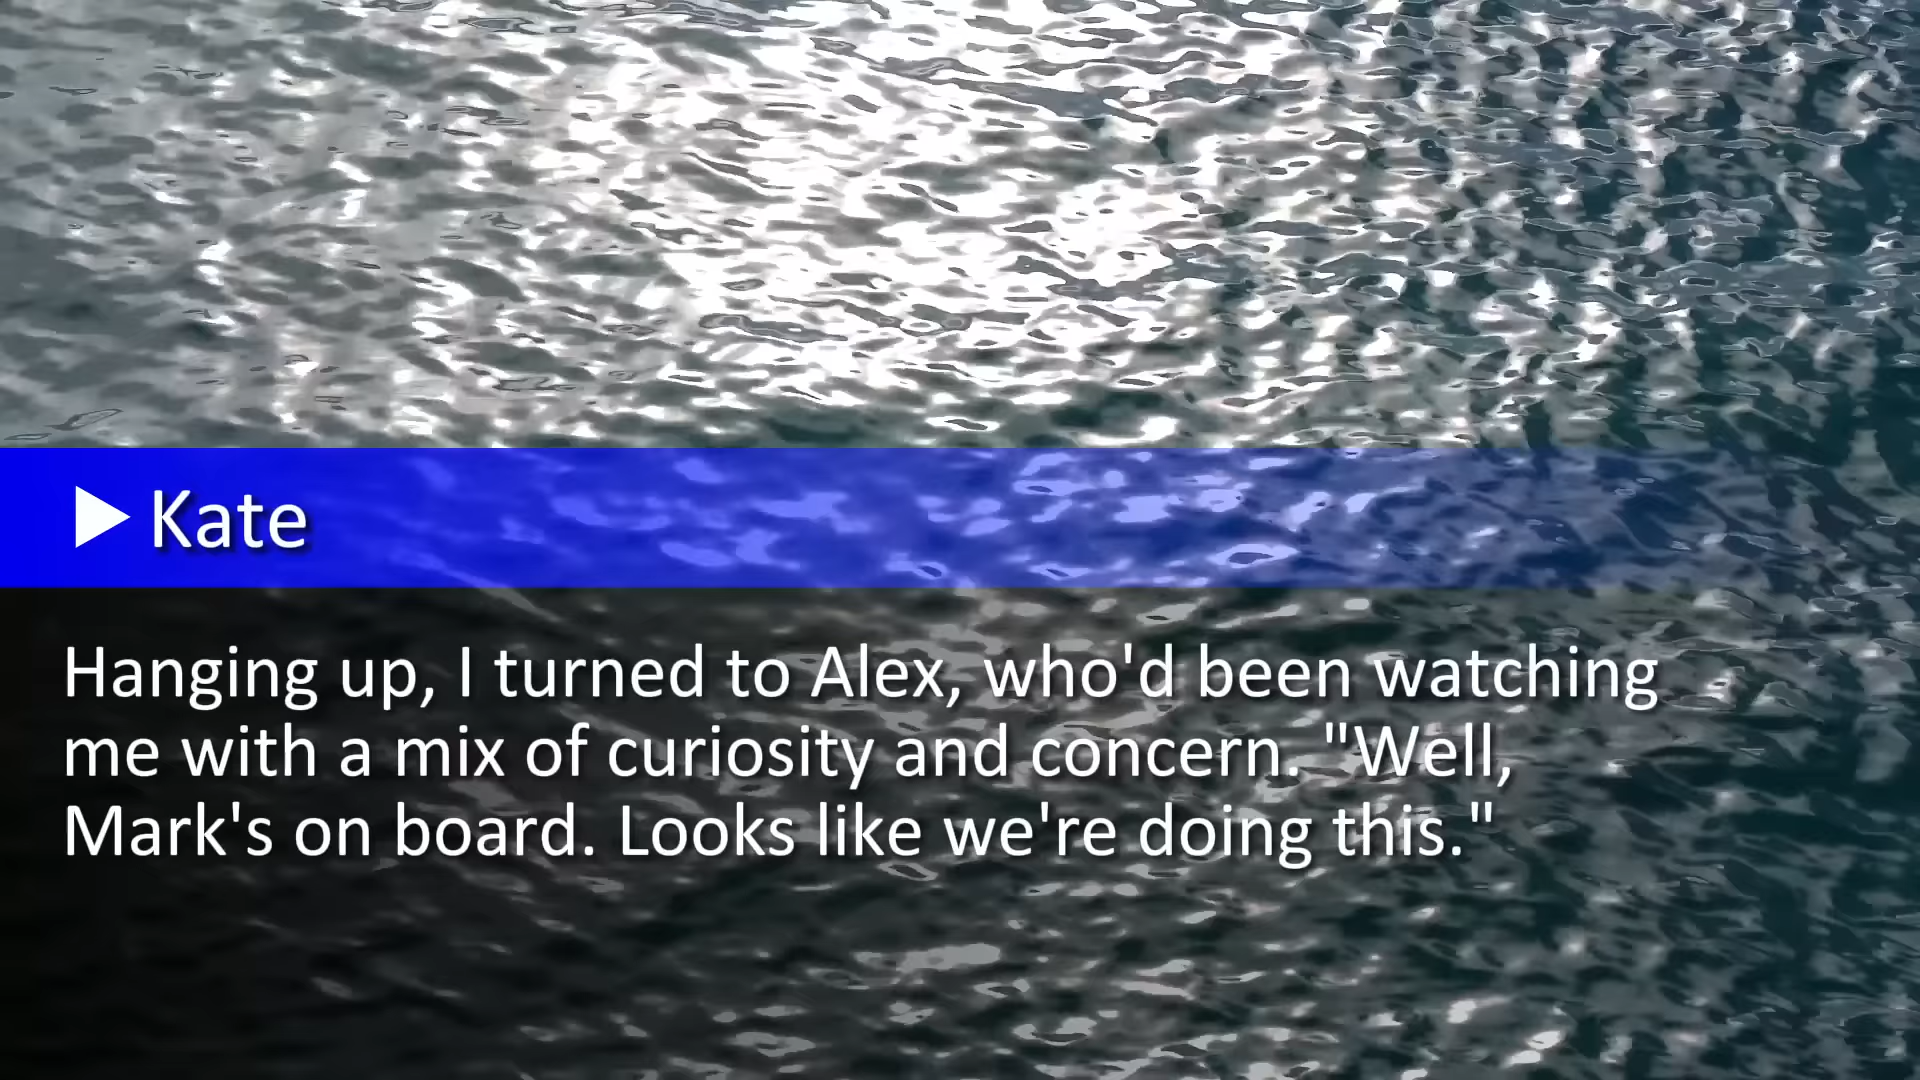 Kate
Hanging up, I turned to Alex, who'd been watching
me with a mix of curiosity and concern. "Well,
Mark's on board. Looks like we're doing this."